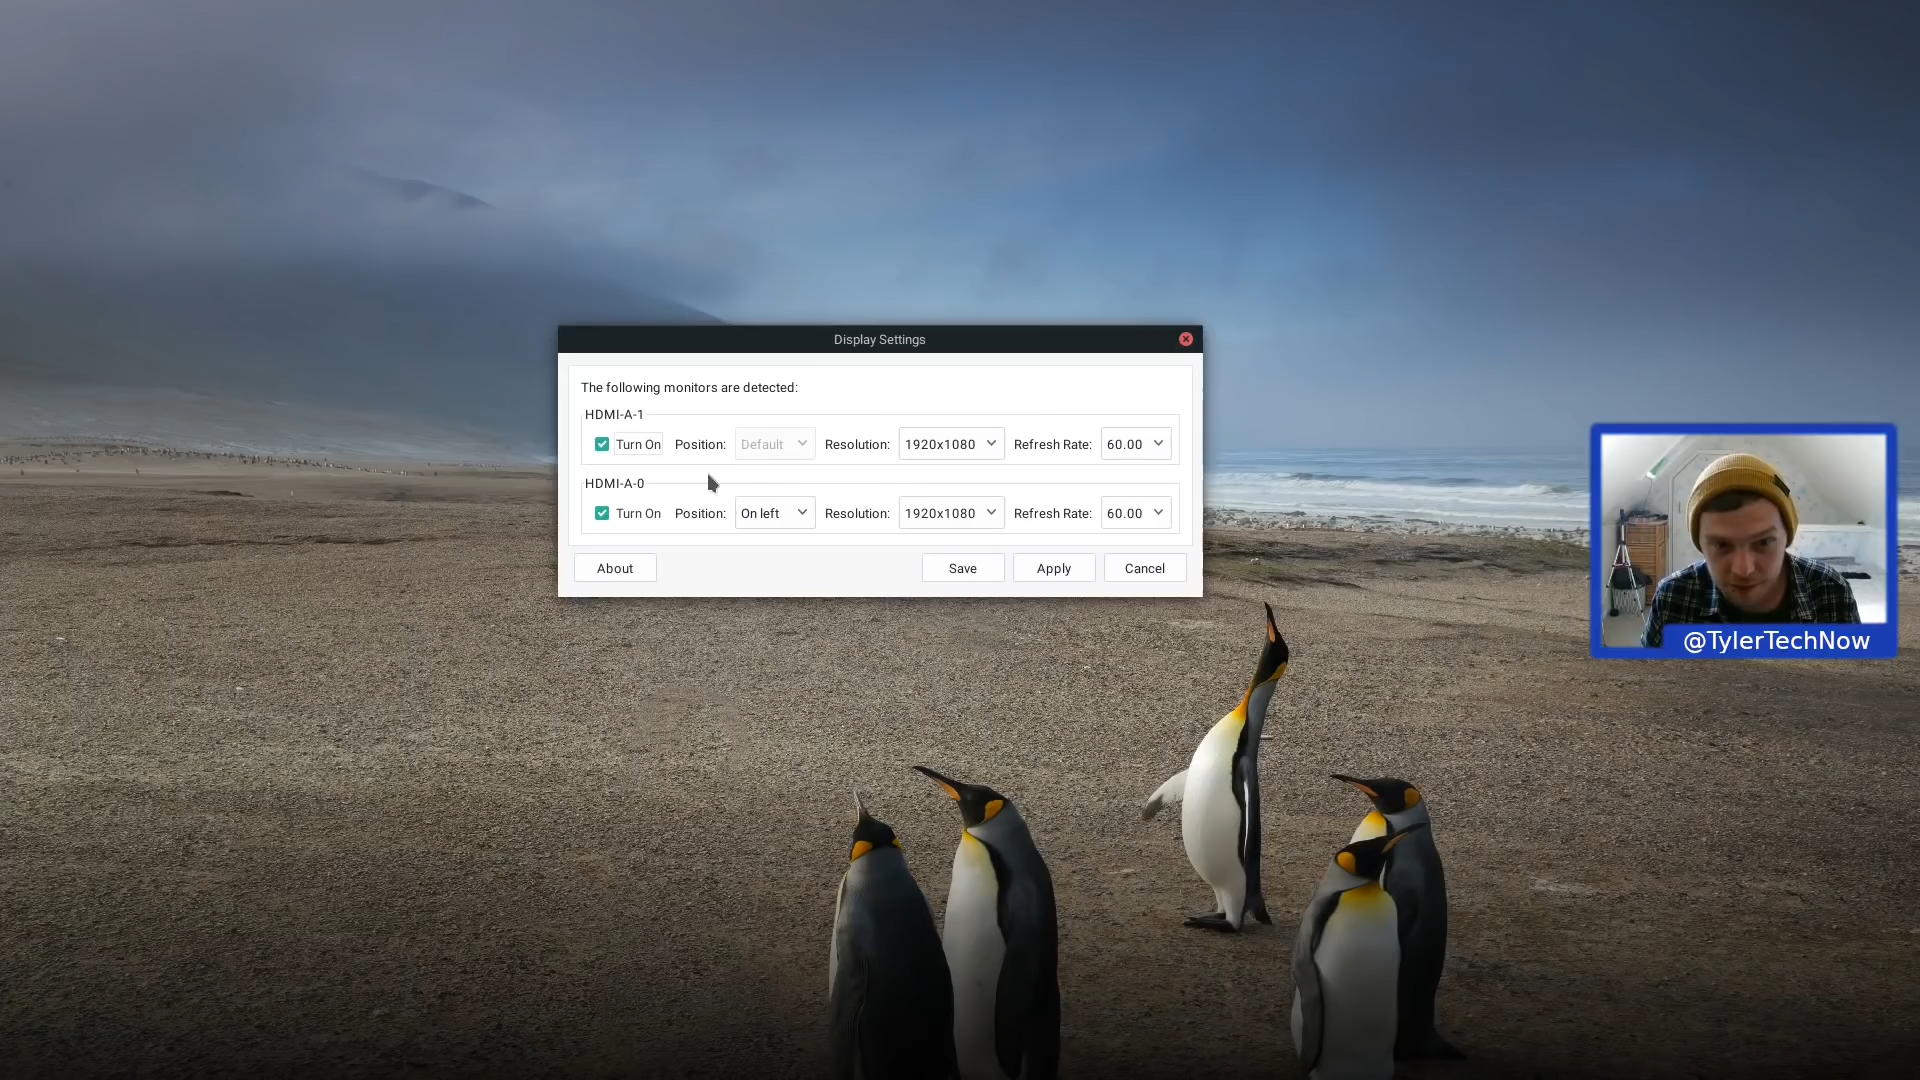 Display Settings
The following monitors are detected:
HDMI-A-1
Turn On Position: Default Resolution: 1920x1080 Refresh Rate: 60.00
HDMI-A-0
Turn On Position: On left Resolution: 1920x1080 Refresh Rate: 60.00
About Save Apply Cancel
@TylerTechNow